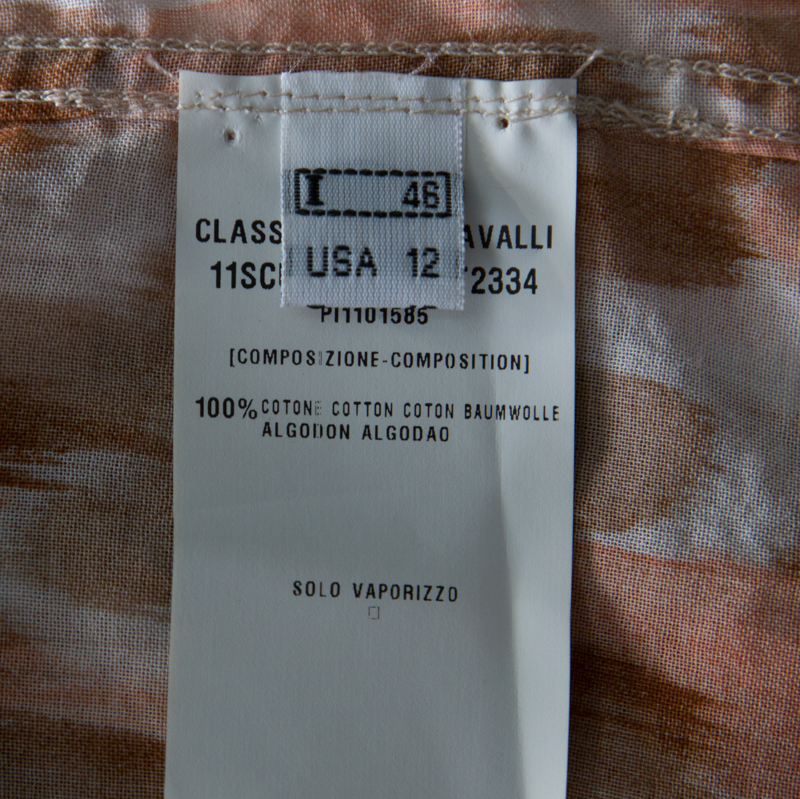 I 46
USA 12
CLASS AVALLI
11SC 2334
PI1101585
[COMPOSIZIONE-COMPOSITION]
100% COTONE COTTON COTON BAUMWOLLE
ALGODON ALGODAO
SOLO VAPORIZZO